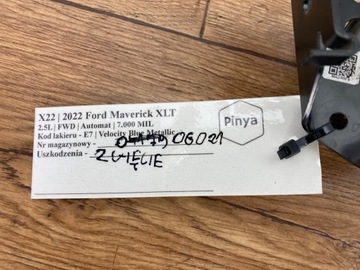 X22 | 2022 Ford Maverick XLT
2.5L | FWD | Automat | 7.000 MIL
Kod lakieru - E7 | Velocity Blue Metallic
Nr magazynowy - 06021
Uszkodzenia -
Pinya